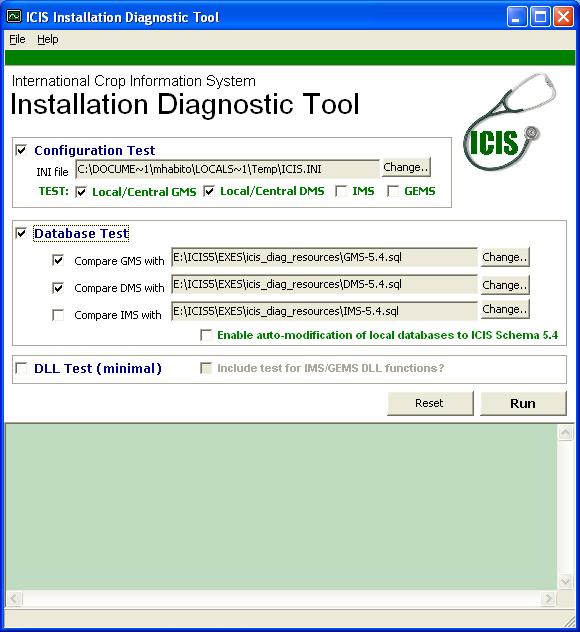 ICIS Installation Diagnostic Tool
File Help
International Crop Information System
Installation Diagnostic Tool
ICIS
Configuration Test
INI file C:\DOCUME~1\mhabito\LOCALS~1\Temp\ICIS.INI Change..
TEST: Local/Central GMS Local/Central DMS IMS GEMS
Database Test
Compare GMS with E:\ICIS5\EXES\icis_diag_resources\GMS-5.4.sql Change..
Compare DMS with E:\ICIS5\EXES\icis_diag_resources\DMS-5.4.sql Change..
Compare IMS with E:\ICIS5\EXES\icis_diag_resources\IMS-5.4.sql Change..
Enable auto-modification of local databases to ICIS Schema 5.4
DLL Test (minimal) Include test for IMS/GEMS DLL functions?
Reset Run